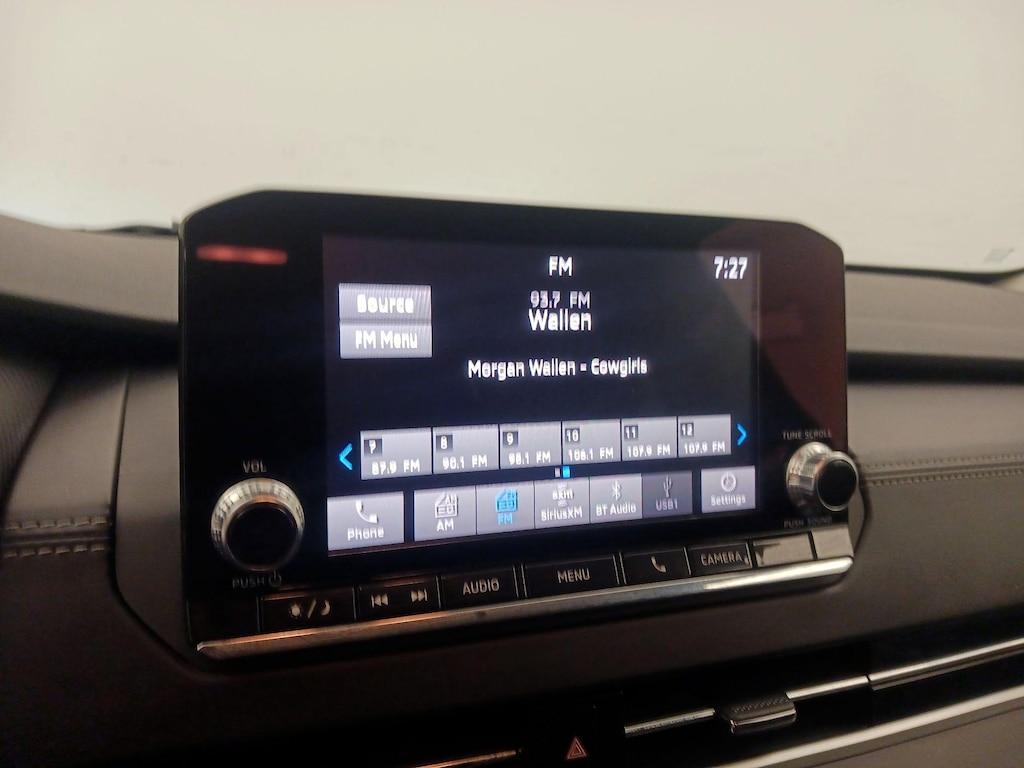 FM
7:27
Source
93.7 FM
Wallen
FM Menu
Morgan Wallen - Cowgirls
7 8 9 10 11 12
87.9 FM 90.1 FM 98.1 FM 106.1 FM 107.9 FM 107.9 FM
Phone AM FM SiriusXM BT Audio USB1 Settings
VOL
PUSH
TUNE SCROLL
PUSH SOUND
AUDIO MENU CAMERA